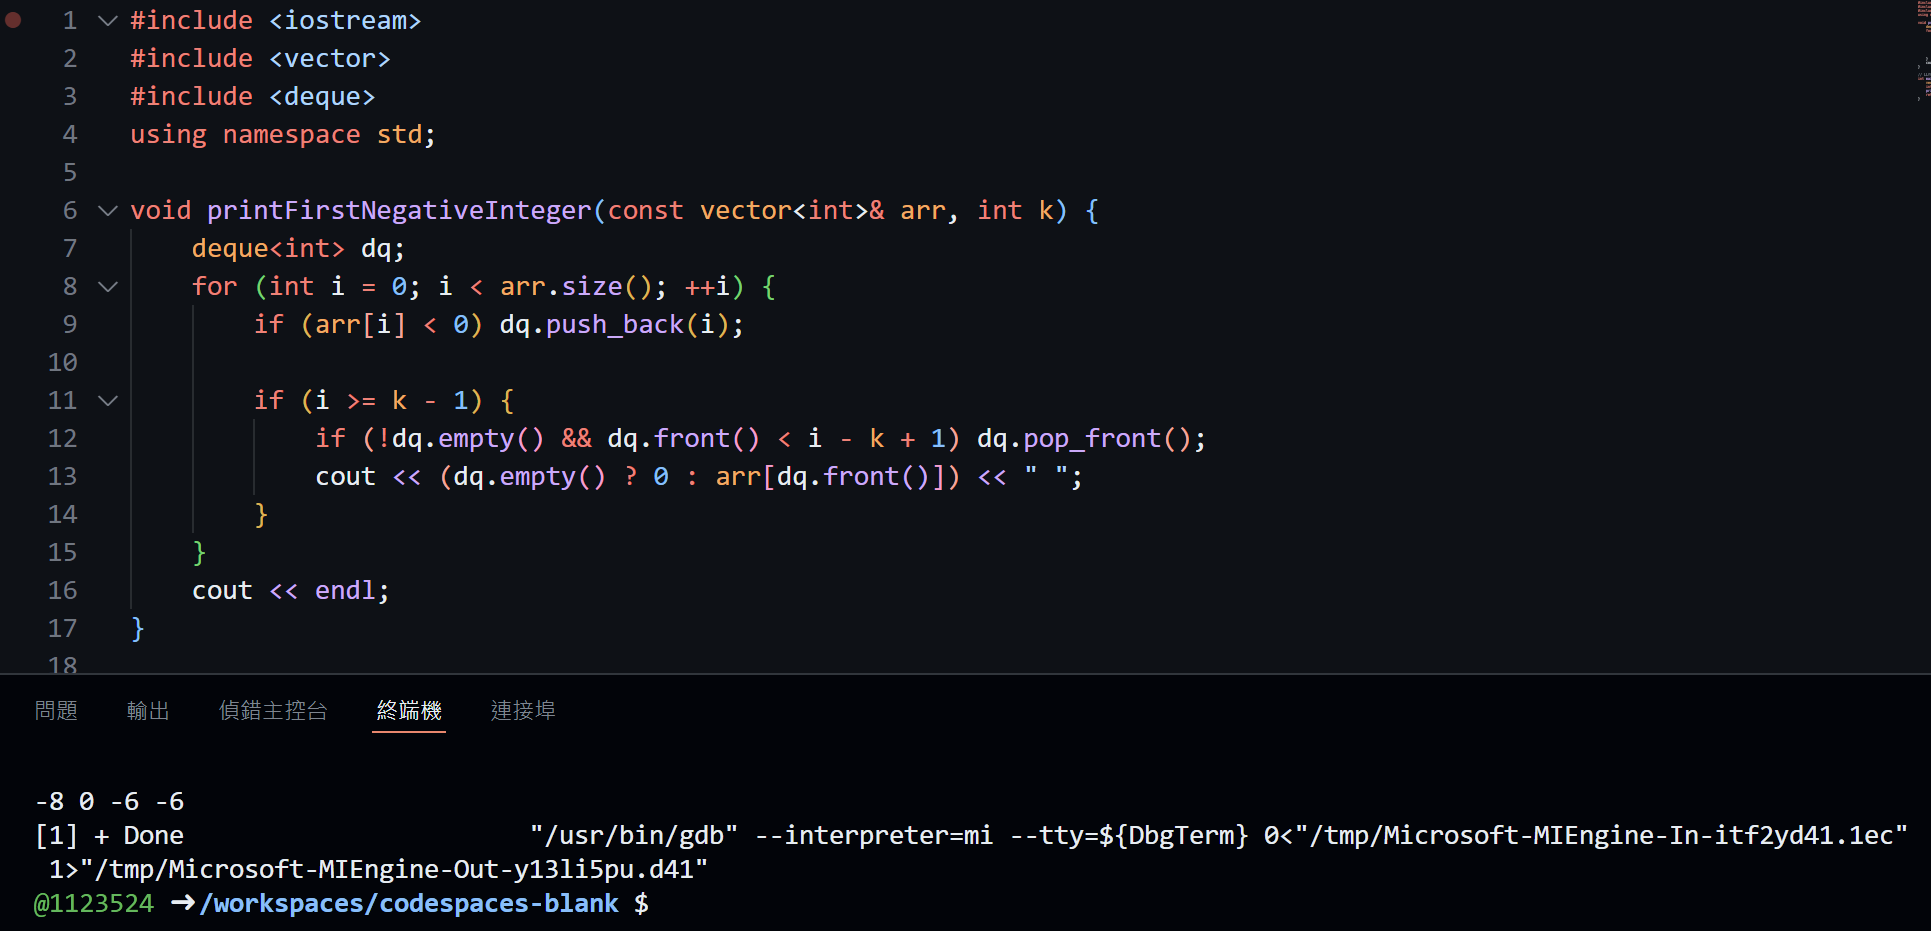 1 #include <iostream>
2 #include <vector>
3 #include <deque>
4 using namespace std;
5
6 void printFirstNegativeInteger(const vector<int>& arr, int k) {
7     deque<int> dq;
8     for (int i = 0; i < arr.size(); ++i) {
9         if (arr[i] < 0) dq.push_back(i);
10
11         if (i >= k - 1) {
12             if (!dq.empty() && dq.front() < i - k + 1) dq.pop_front();
13             cout << (dq.empty() ? 0 : arr[dq.front()]) << " ";
14         }
15     }
16     cout << endl;
17 }
18
問題 輸出 偵錯主控台 終端機 連接埠
-8 0 -6 -6
[1] + Done                       "/usr/bin/gdb" --interpreter=mi --tty=${DbgTerm} 0<"/tmp/Microsoft-MIEngine-In-itf2yd41.1ec"
 1>"/tmp/Microsoft-MIEngine-Out-y13li5pu.d41"
@1123524 ➜/workspaces/codespaces-blank $